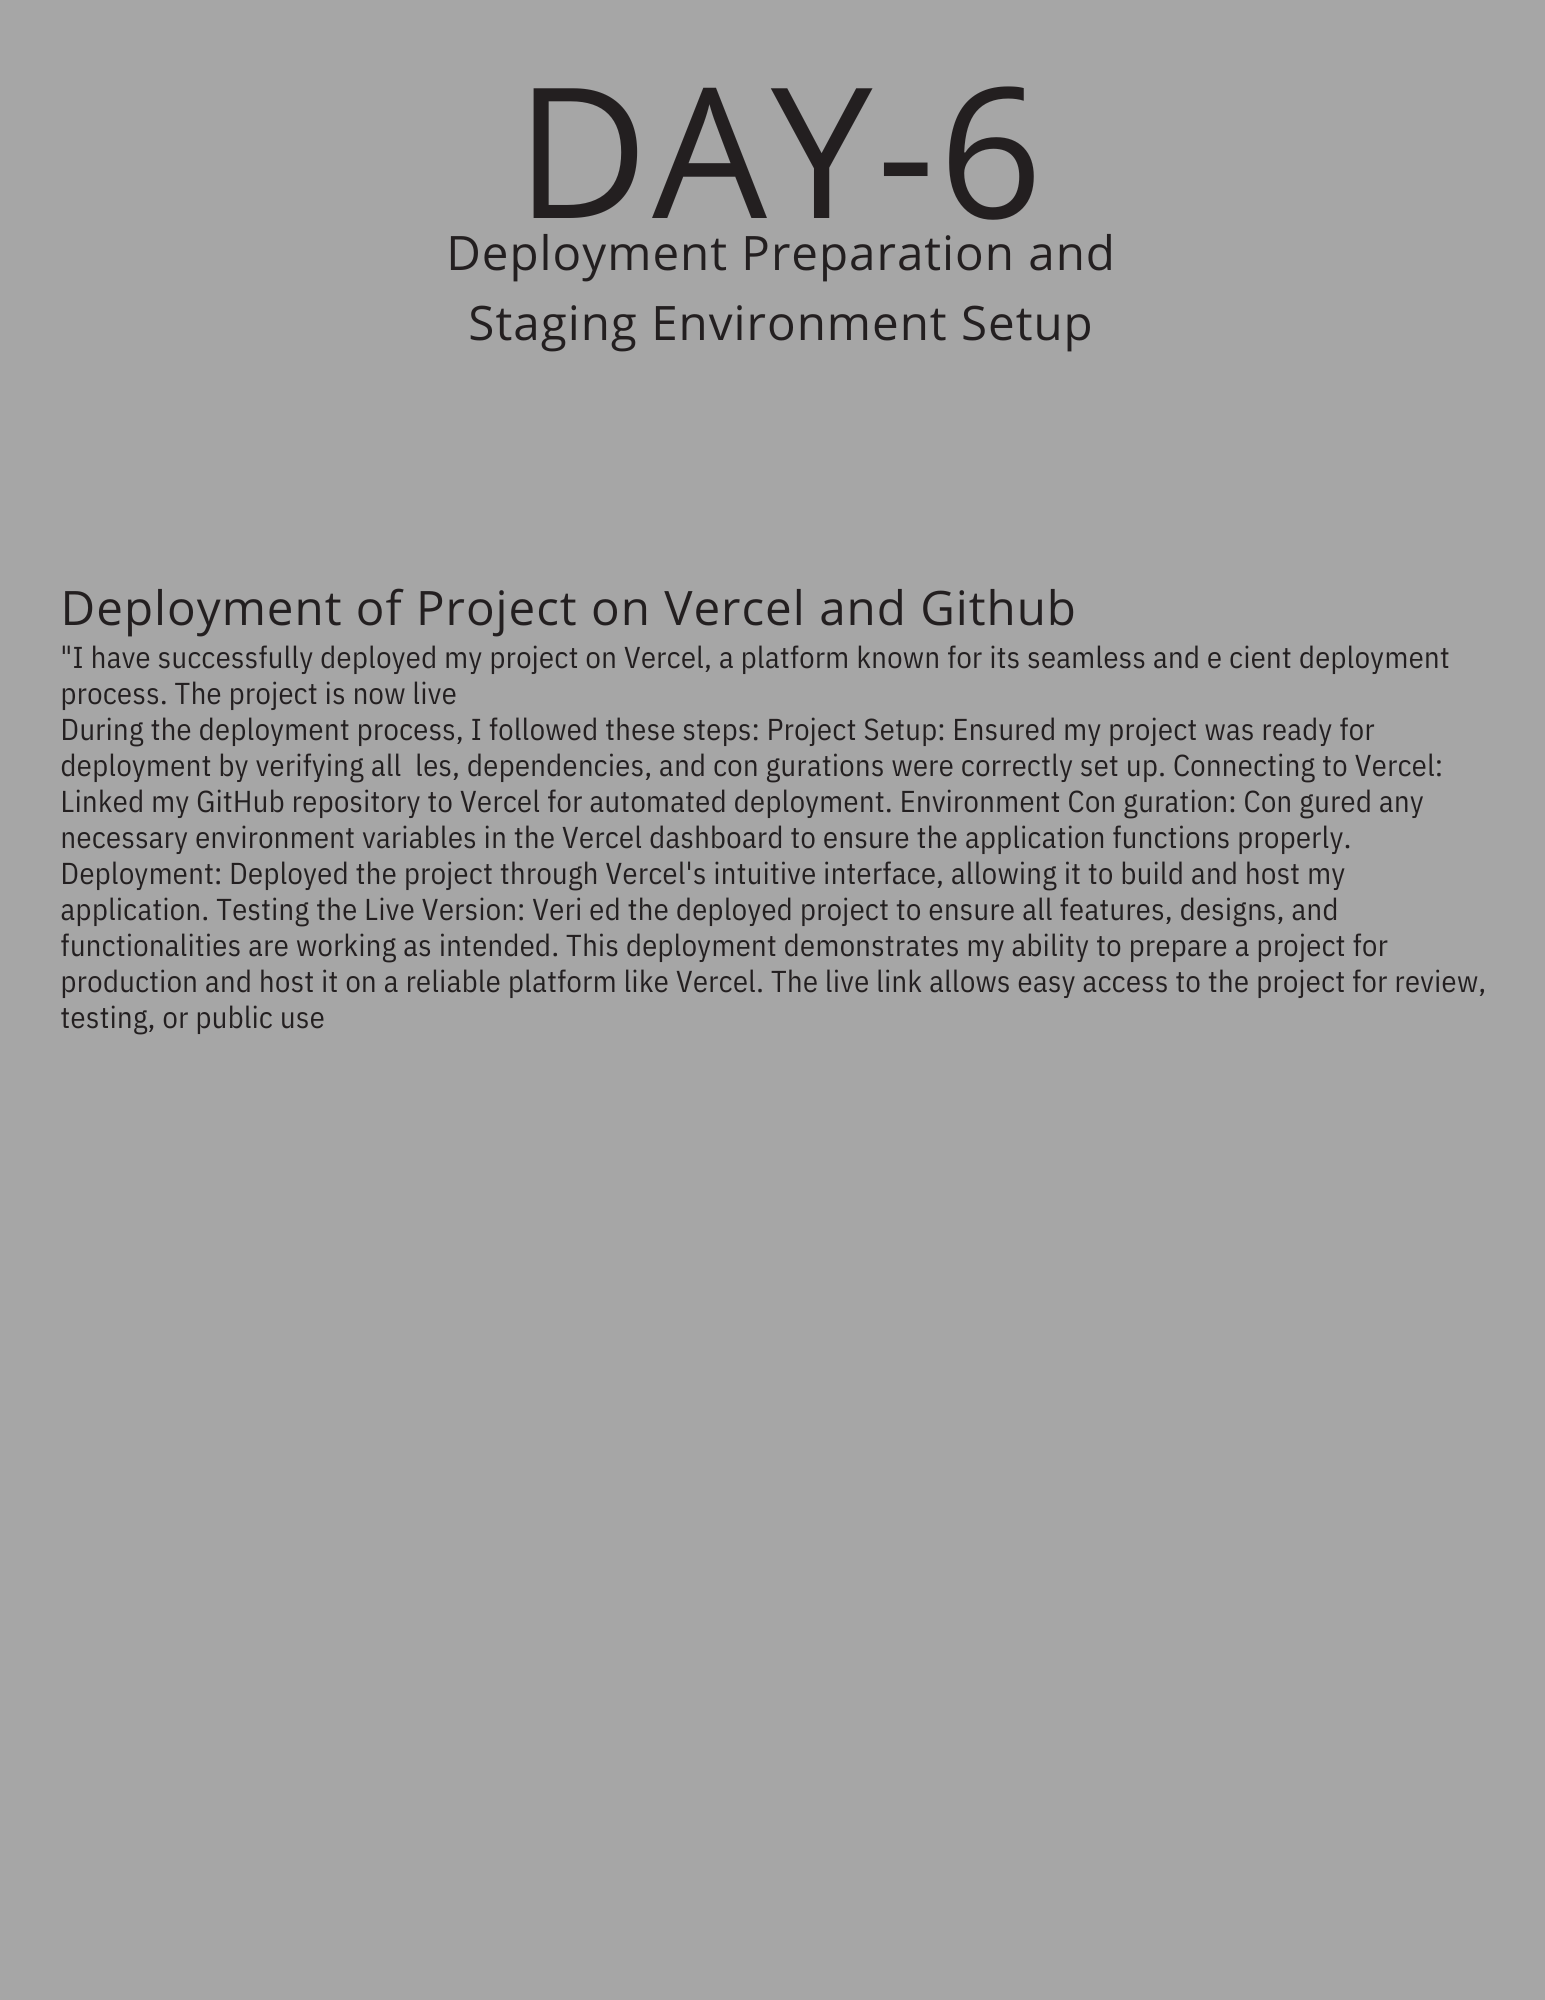 DAY-6
Deployment Preparation and
Staging Environment Setup
Deployment of Project on Vercel and Github
"I have successfully deployed my project on Vercel, a platform known for its seamless and e cient deployment
process. The project is now live
During the deployment process, I followed these steps: Project Setup: Ensured my project was ready for
deployment by verifying all  les, dependencies, and con gurations were correctly set up. Connecting to Vercel:
Linked my GitHub repository to Vercel for automated deployment. Environment Con guration: Con gured any
necessary environment variables in the Vercel dashboard to ensure the application functions properly.
Deployment: Deployed the project through Vercel's intuitive interface, allowing it to build and host my
application. Testing the Live Version: Veri ed the deployed project to ensure all features, designs, and
functionalities are working as intended. This deployment demonstrates my ability to prepare a project for
production and host it on a reliable platform like Vercel. The live link allows easy access to the project for review,
testing, or public use